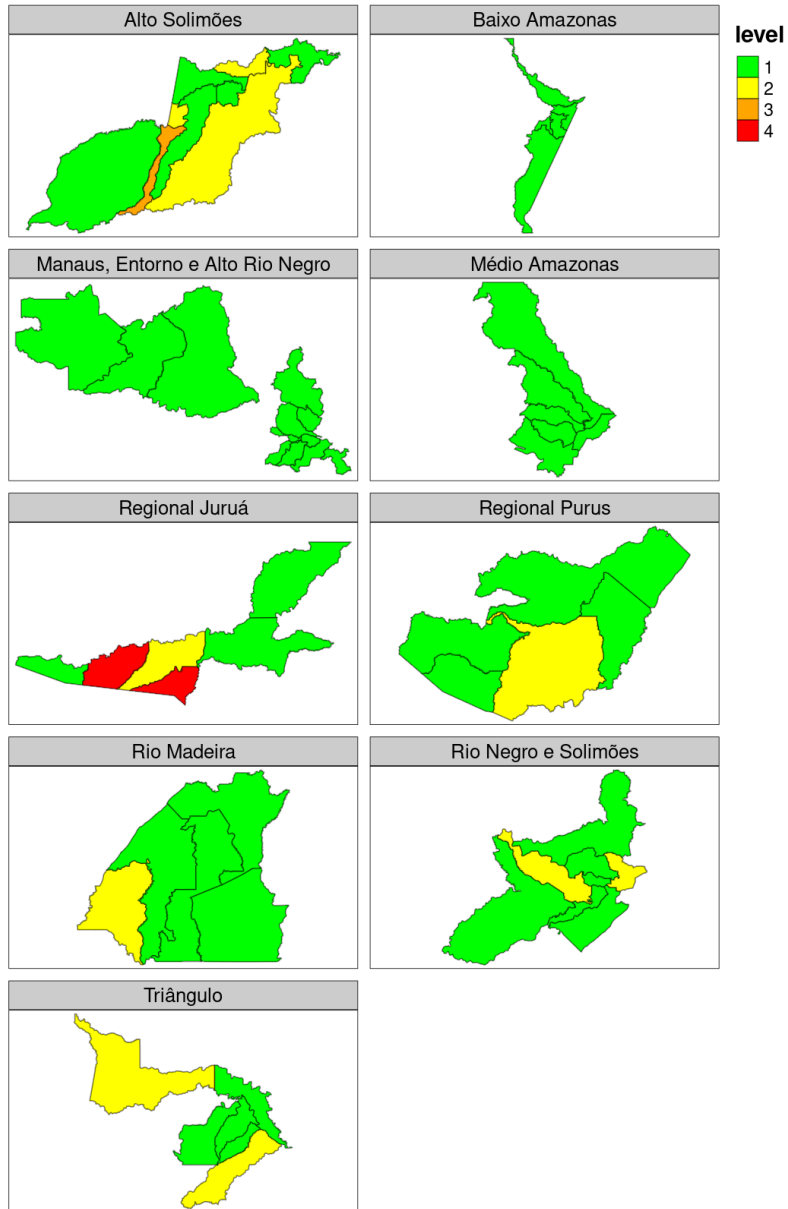 Alto Solimões
Baixo Amazonas
level
1
2
3
4
Manaus, Entorno e Alto Rio Negro
Médio Amazonas
Regional Juruá
Regional Purus
Rio Madeira
Rio Negro e Solimões
Triângulo